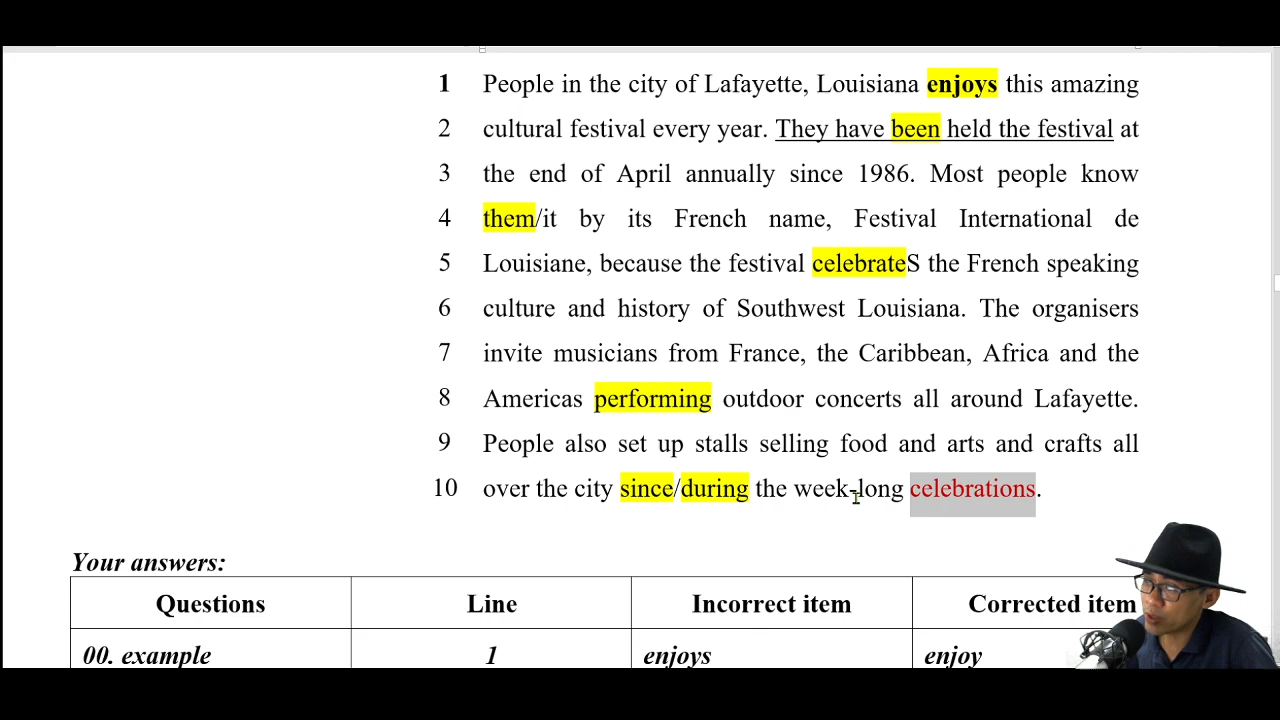 1 People in the city of Lafayette, Louisiana enjoys this amazing
2 cultural festival every year. They have been held the festival at
3 the end of April annually since 1986. Most people know
4 them/it by its French name, Festival International de
5 Louisiane, because the festival celebrateS the French speaking
6 culture and history of Southwest Louisiana. The organisers
7 invite musicians from France, the Caribbean, Africa and the
8 Americas performing outdoor concerts all around Lafayette.
9 People also set up stalls selling food and arts and crafts all
10 over the city since/during the week-long celebrations.
Your answers:
Questions Line Incorrect item Corrected item
00. example 1 enjoys enjoy